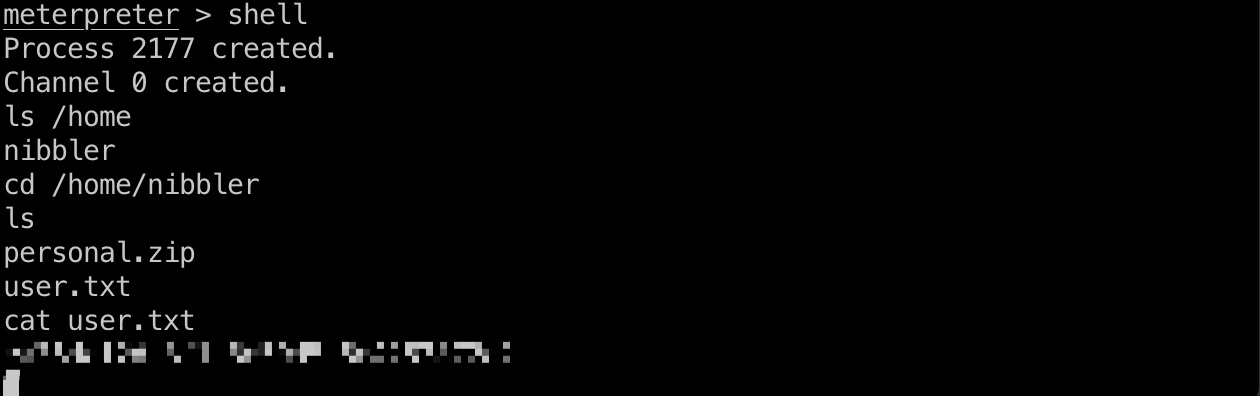 meterpreter > shell
Process 2177 created.
Channel 0 created.
ls /home
nibbler
cd /home/nibbler
ls
personal.zip
user.txt
cat user.txt